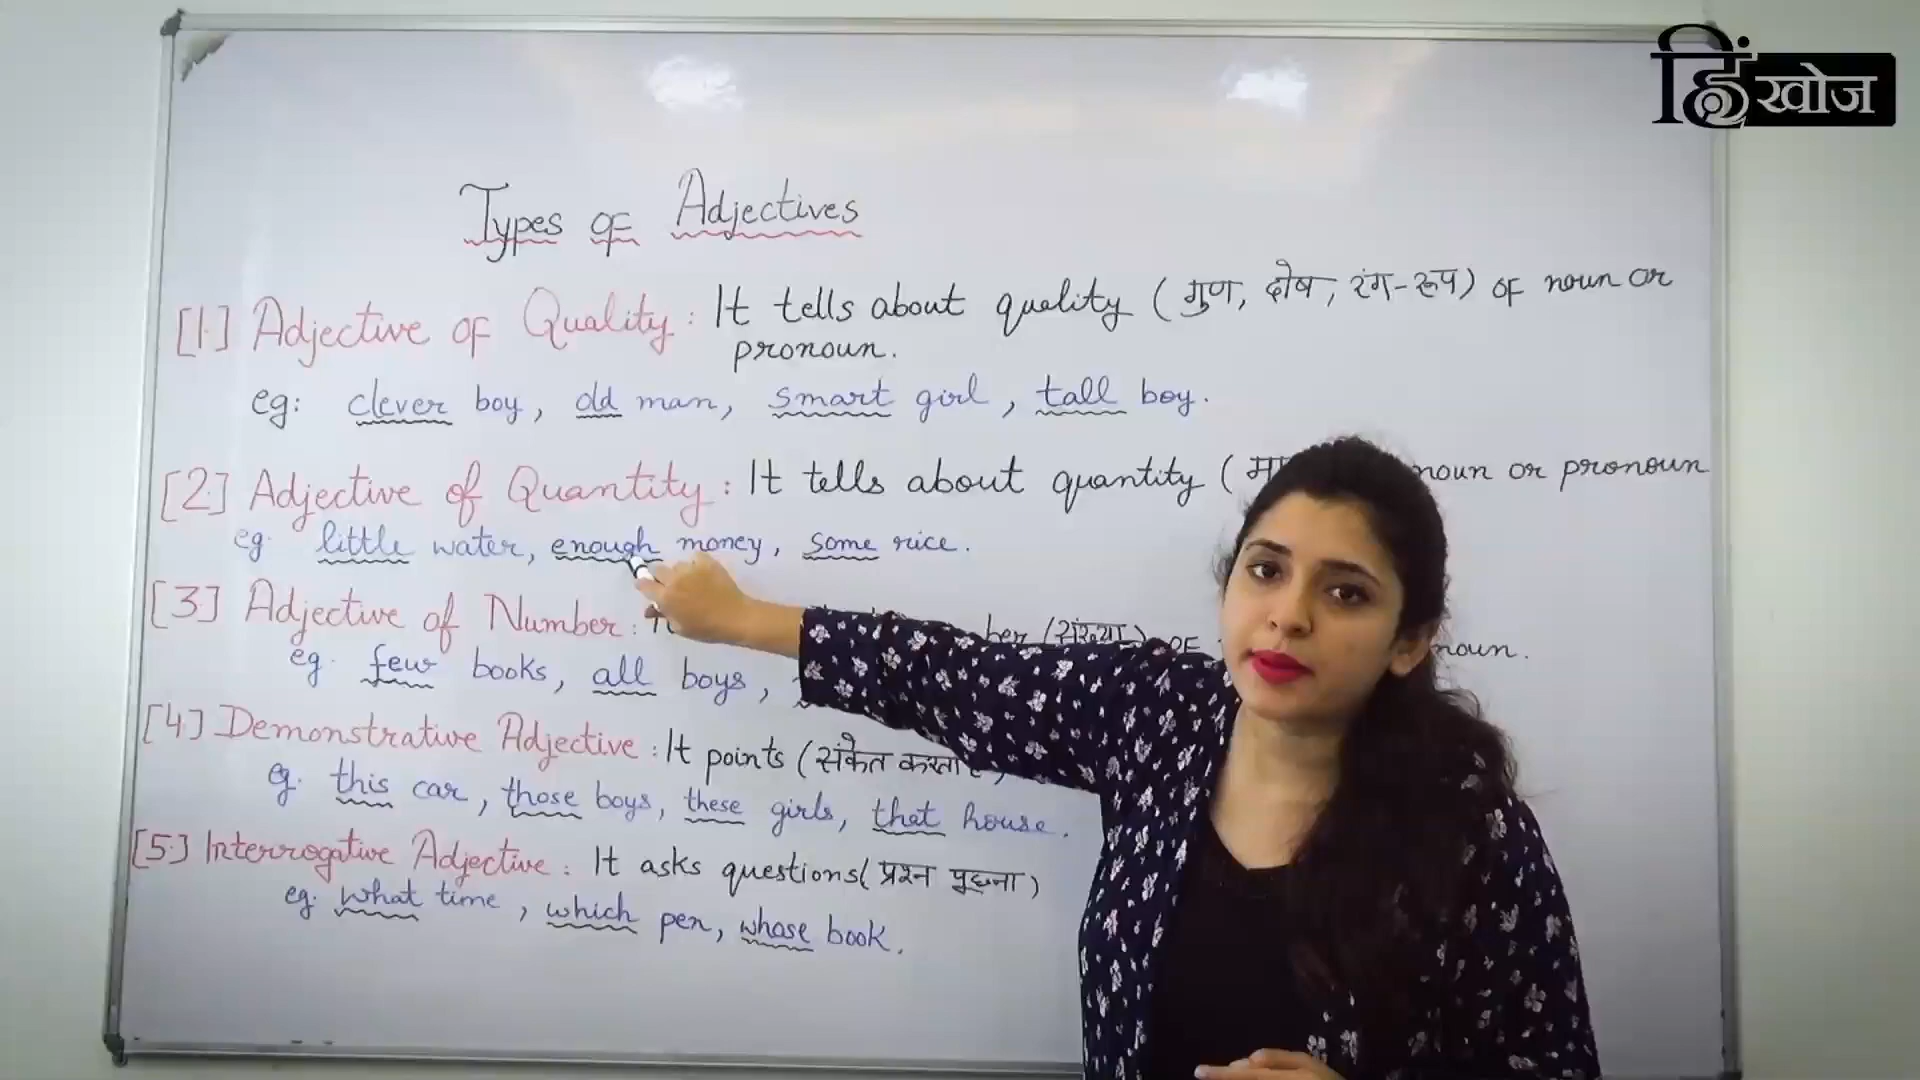 हिंखोज
Types of Adjectives
[1.] Adjective of Quality : It tells about quality (गुण, दोष, रंग-रूप) of noun or
pronoun.
eg: clever boy, old man, smart girl, tall boy.
[2.] Adjective of Quantity : It tells about quantity ( noun or pronoun
eg. little water, enough money, some rice.
[3.] Adjective of Number : (संख्या) of noun.
eg. few books, all boys,
[4.] Demonstrative Adjective : It points (संकेत करता
eg. this car, those boys, these girls, that house.
[5.] Interrogative Adjective : It asks questions( प्रश्न पूछना )
eg. what time, which pen, whose book.